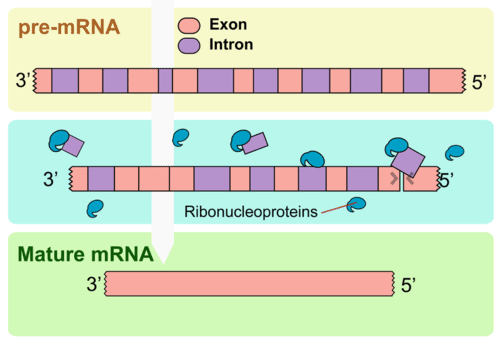 pre-mRNA
Exon
Intron
3’ 5’
3’ 5’
Ribonucleoproteins
Mature mRNA
3’ 5’